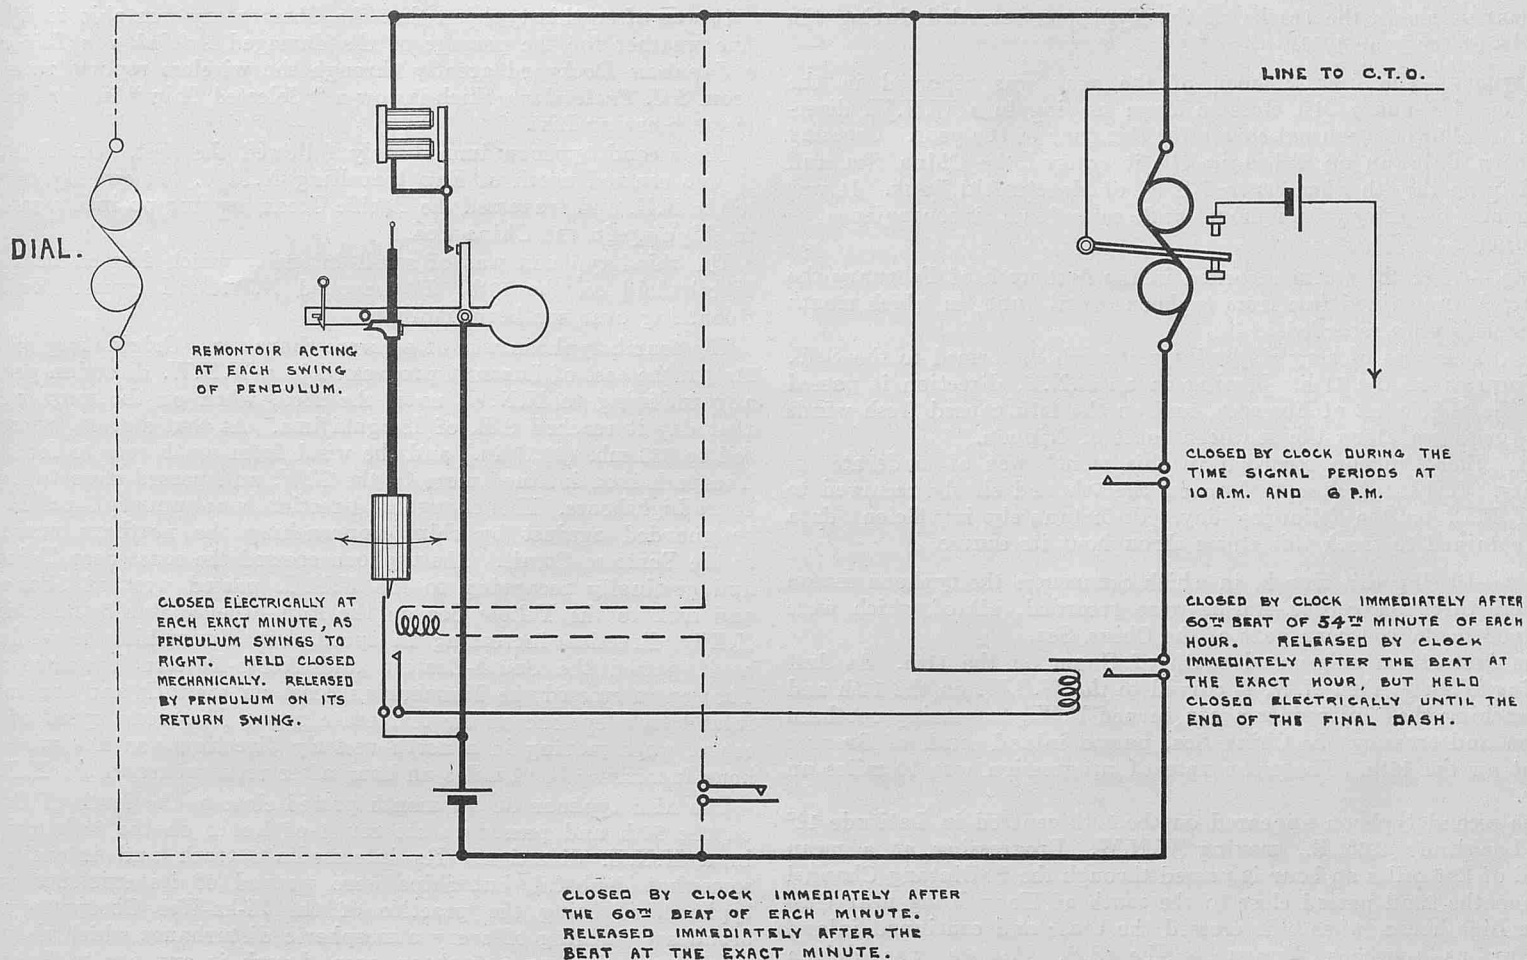 LINE TO C.T.O.
DIAL.
REMONTOIR ACTING
AT EACH SWING
OF PENDULUM.
CLOSED BY CLOCK DURING THE
TIME SIGNAL PERIODS AT
10 A.M. AND 6 P.M.
CLOSED ELECTRICALLY AT
EACH EXACT MINUTE, AS
PENDULUM SWINGS TO
RIGHT. HELD CLOSED
MECHANICALLY. RELEASED
BY PENDULUM ON ITS
RETURN SWING.
CLOSED BY CLOCK IMMEDIATELY AFTER
60TH BEAT OF 54TH MINUTE OF EACH
HOUR. RELEASED BY CLOCK
IMMEDIATELY AFTER THE BEAT AT
THE EXACT HOUR, BUT HELD
CLOSED ELECTRICALLY UNTIL THE
END OF THE FINAL DASH.
CLOSED BY CLOCK IMMEDIATELY AFTER
THE 60TH BEAT OF EACH MINUTE.
RELEASED IMMEDIATELY AFTER THE
BEAT AT THE EXACT MINUTE.